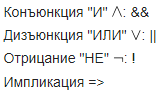 Конъюнкция "И" ∧: &&
Дизъюнкция "ИЛИ" ∨: ||
Отрицание "НЕ" ¬: !
Импликация =>